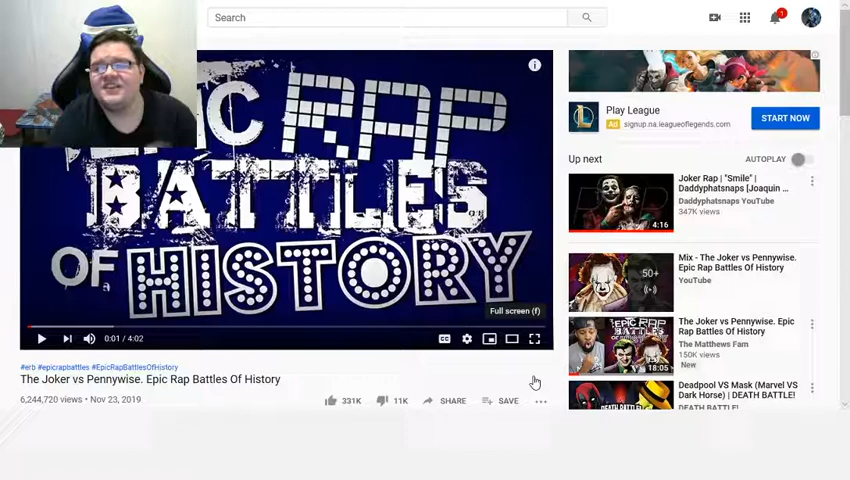 Search
1
EPIC RAP
BATTLES
OF HISTORY
Full screen (f)
0:01 / 4:02
#erb #epicrapbattles #EpicRapBattlesOfHistory
The Joker vs Pennywise. Epic Rap Battles Of History
6,244,720 views • Nov 23, 2019
331K
11K
SHARE
SAVE
Play League
Ad signup.na.leagueoflegends.com
START NOW
Up next
AUTOPLAY
4:16
Joker Rap | "Smile" |
Daddyphatsnaps [Joaquin ...
Daddyphatsnaps YouTube
347K views
50+
Mix - The Joker vs Pennywise.
Epic Rap Battles Of History
YouTube
EPIC RAP
18:05
The Joker vs Pennywise. Epic
Rap Battles Of History
The Matthews Fam
150K views
New
Deadpool VS Mask (Marvel VS
Dark Horse) | DEATH BATTLE!
DEATH BATTLE!